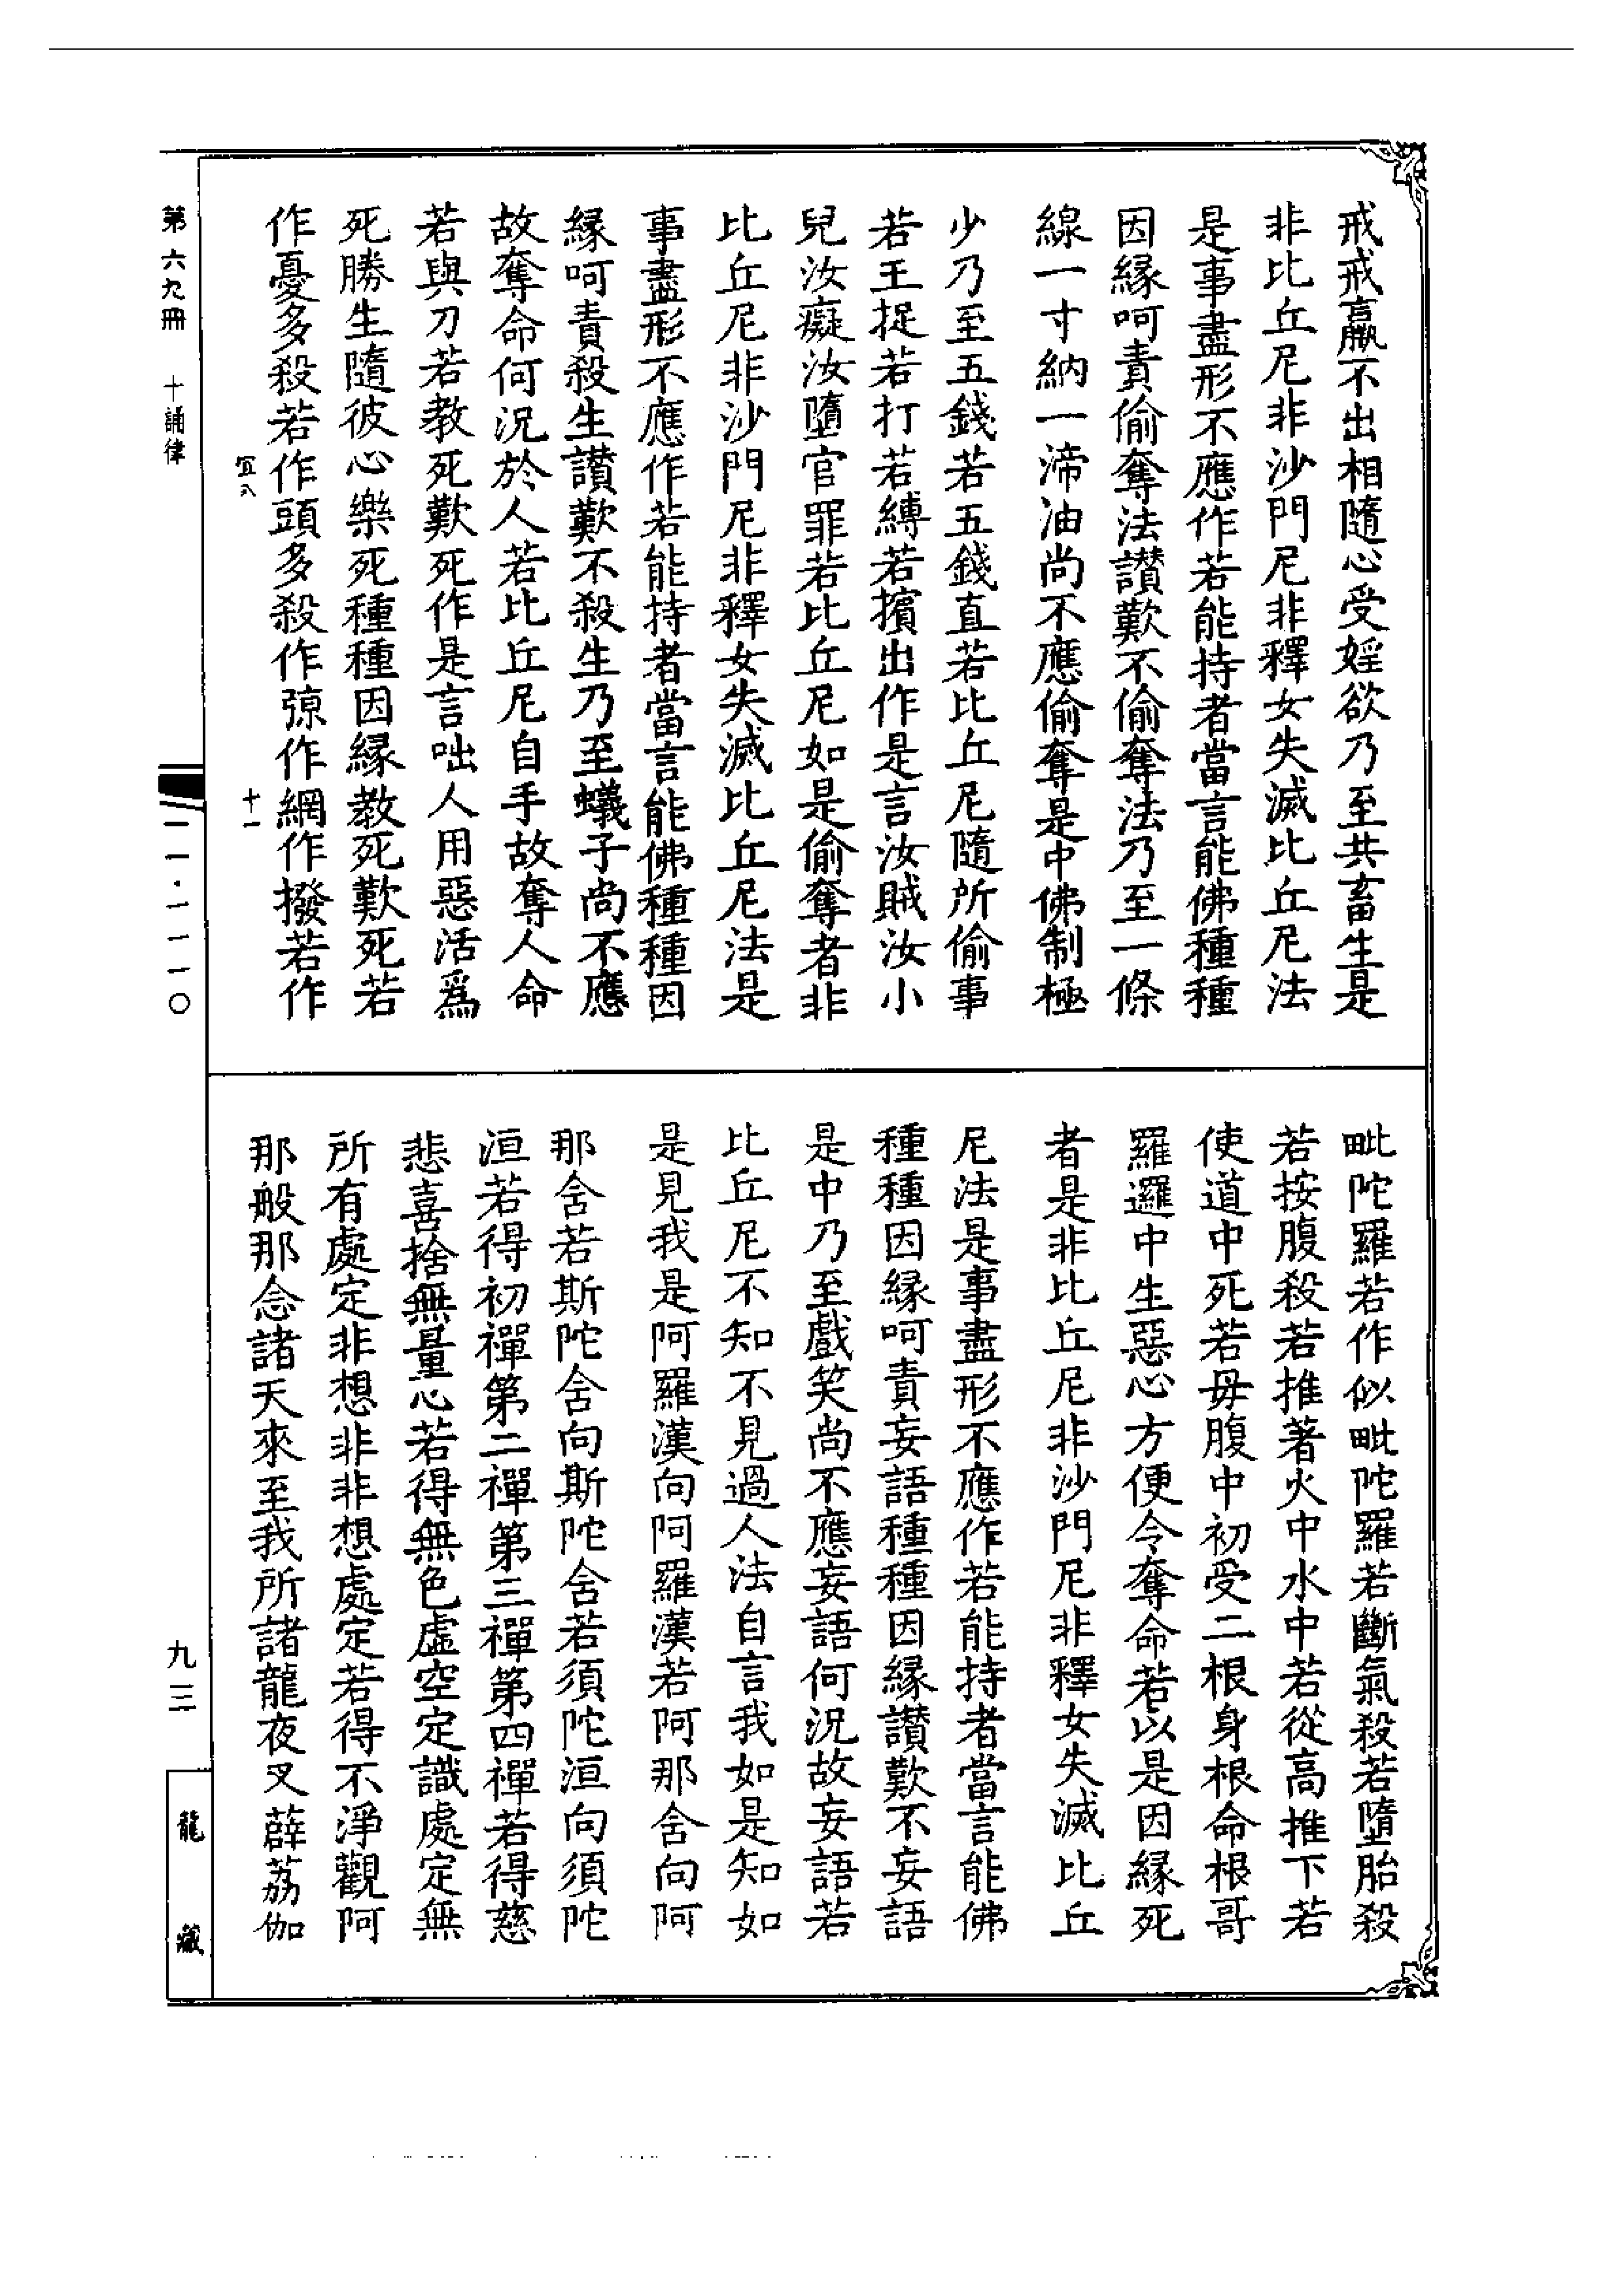 戒戒羸不出相隨心受婬欲乃至共畜生是
非比丘尼非沙門尼非釋女失滅比丘尼法
是事盡形不應作若能持者當言能佛種種
因緣呵責偷奪法讃歎不偷奪法乃至一條
線一寸納一渧油尚不應偷奪是中佛制極
少乃至五錢若五錢直若比丘尼隨所偷事
若王捉若打若縛若擯出作是言汝賊汝小
兒汝癡汝墮官罪若比丘尼如是偷奪者非
比丘尼非沙門尼非釋女失滅比丘尼法是
事盡形不應作若能持者當言能佛種種因
緣呵責殺生讃歎不殺生乃至蟻子尚不應
故奪命何況於人若比丘尼自手故奪人命
若與刀若教死歎死作是言咄人用惡活爲
死勝生隨彼心樂死種種因緣教死歎死若
作憂多殺若作頭多殺作弶作網作撥若作
毗陀羅若作似毗陀羅若斷氣殺若墮胎殺
若按腹殺若推著火中水中若從高推下若
使道中死若毋腹中初受二根身根命根哥
羅邏中生惡心方便令奪命若以是因緣死
者是非比丘尼非沙門尼非釋女失滅比丘
尼法是事盡形不應作若能持者當言能佛
種種因緣呵責妄語種種因緣讃歎不妄語
是中乃至戲笑尚不應妄語何況故妄語若
比丘尼不知不見過人法自言我如是知如
是見我是阿羅漢向阿羅漢若阿那舍向阿
那舍若斯陀舍向斯陀舍若須陀洹向須陀
洹若得初禪第二禪第三禪第四禪若得慈
悲喜捨無量心若得無色虛空定識處定無
所有處定非想非非想處定若得不淨觀阿
那般那念諸天來至我所諸龍夜叉薜荔伽
宜八
十一
第六九冊 十誦律
一一·一一一〇
九三
龍藏